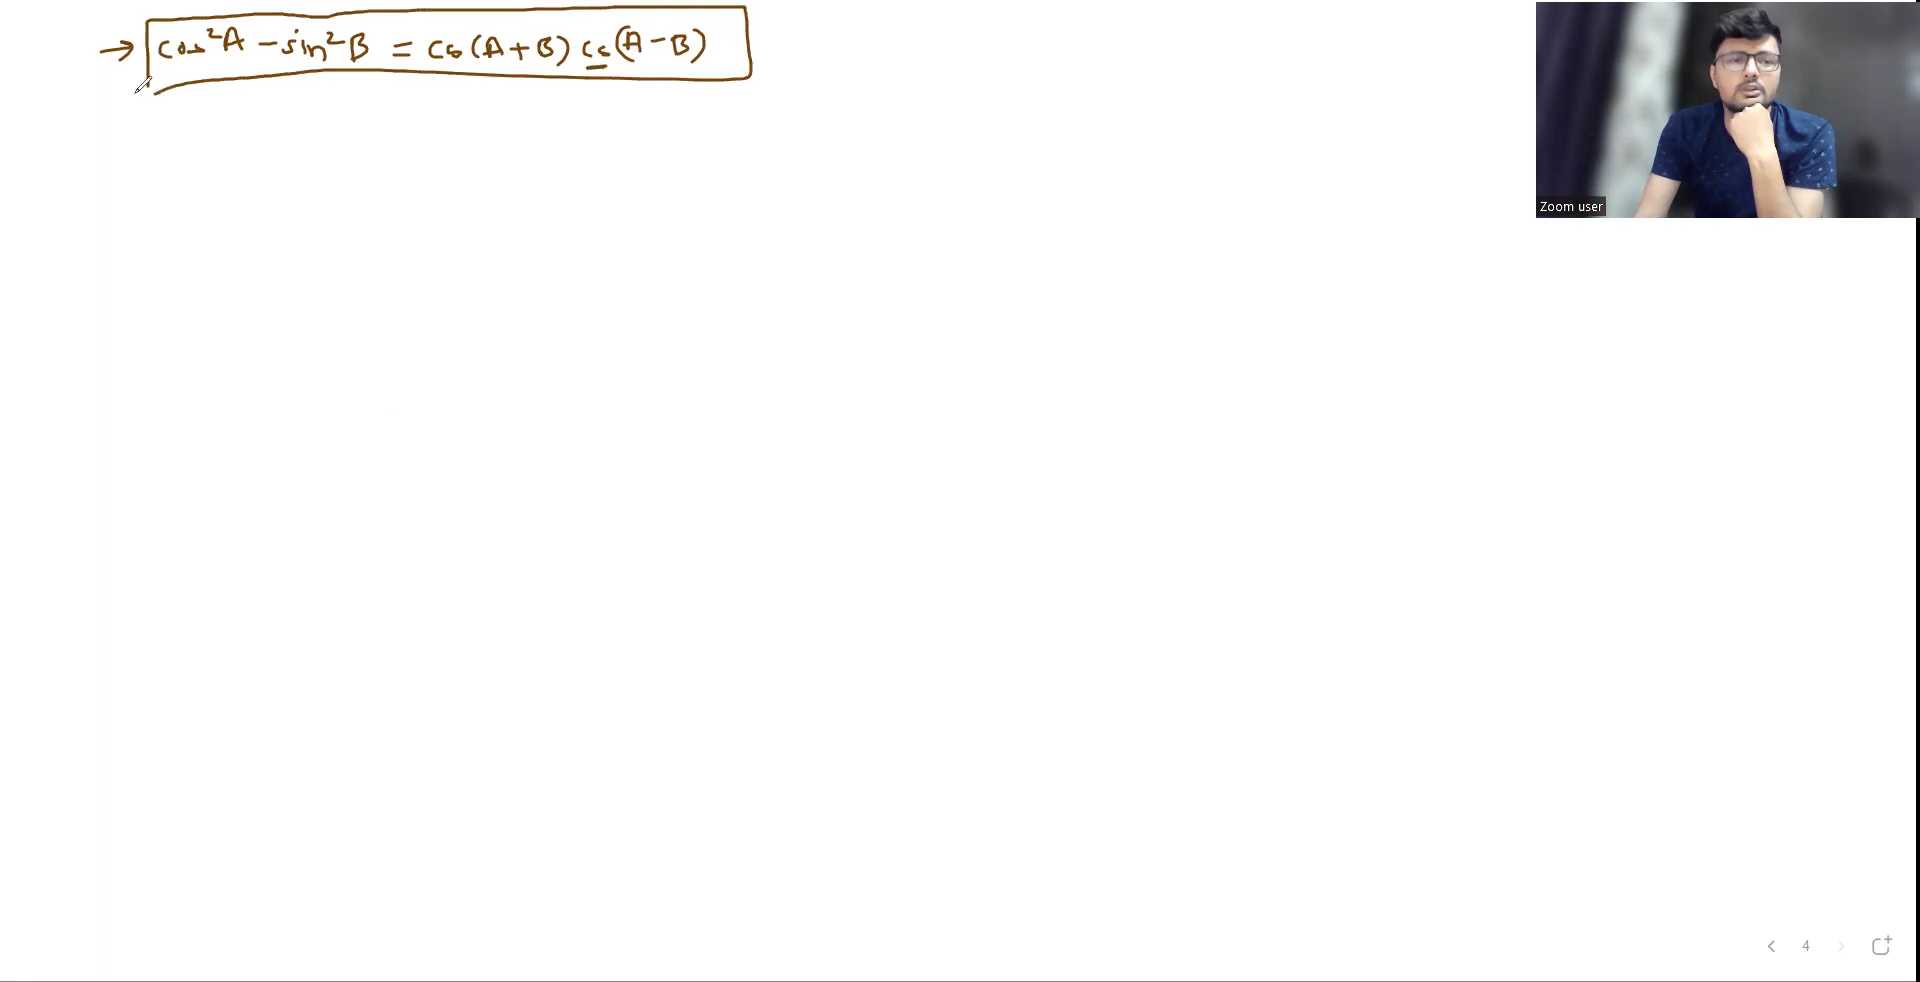 → cos²A - sin²B = cos(A+B) cos(A-B)
Zoom user
4